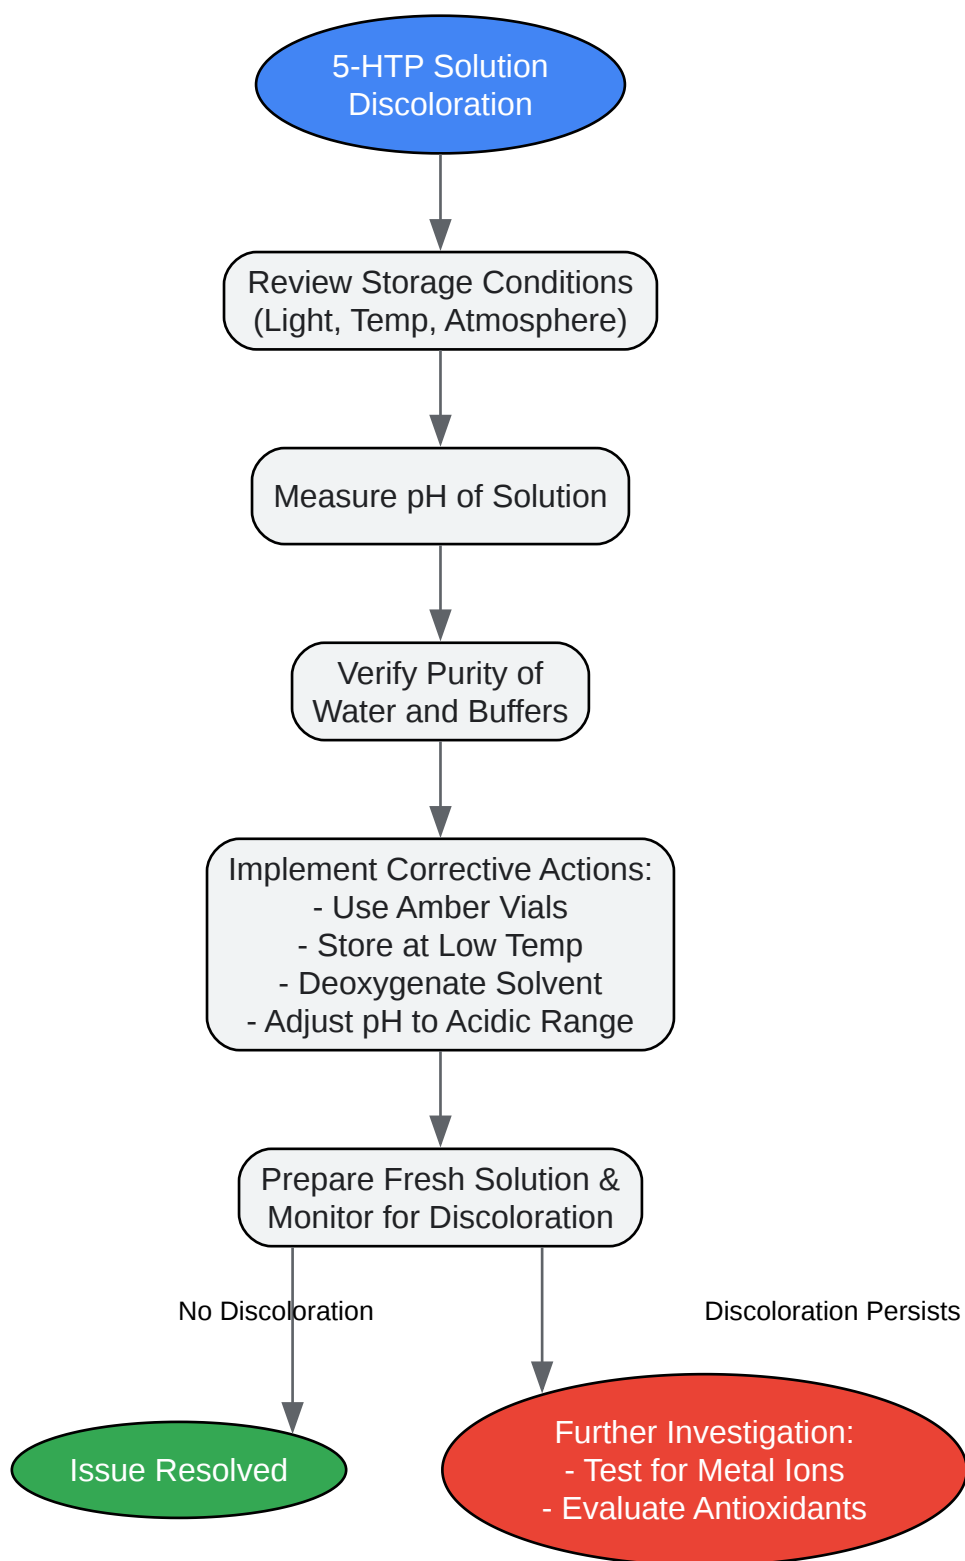 5-HTP Solution
Discoloration
Review Storage Conditions
(Light, Temp, Atmosphere)
Measure pH of Solution
Verify Purity of
Water and Buffers
Implement Corrective Actions:
- Use Amber Vials
- Store at Low Temp
- Deoxygenate Solvent
- Adjust pH to Acidic Range
Prepare Fresh Solution &
Monitor for Discoloration
No Discoloration
Discoloration Persists
Issue Resolved
Further Investigation:
- Test for Metal Ions
- Evaluate Antioxidants